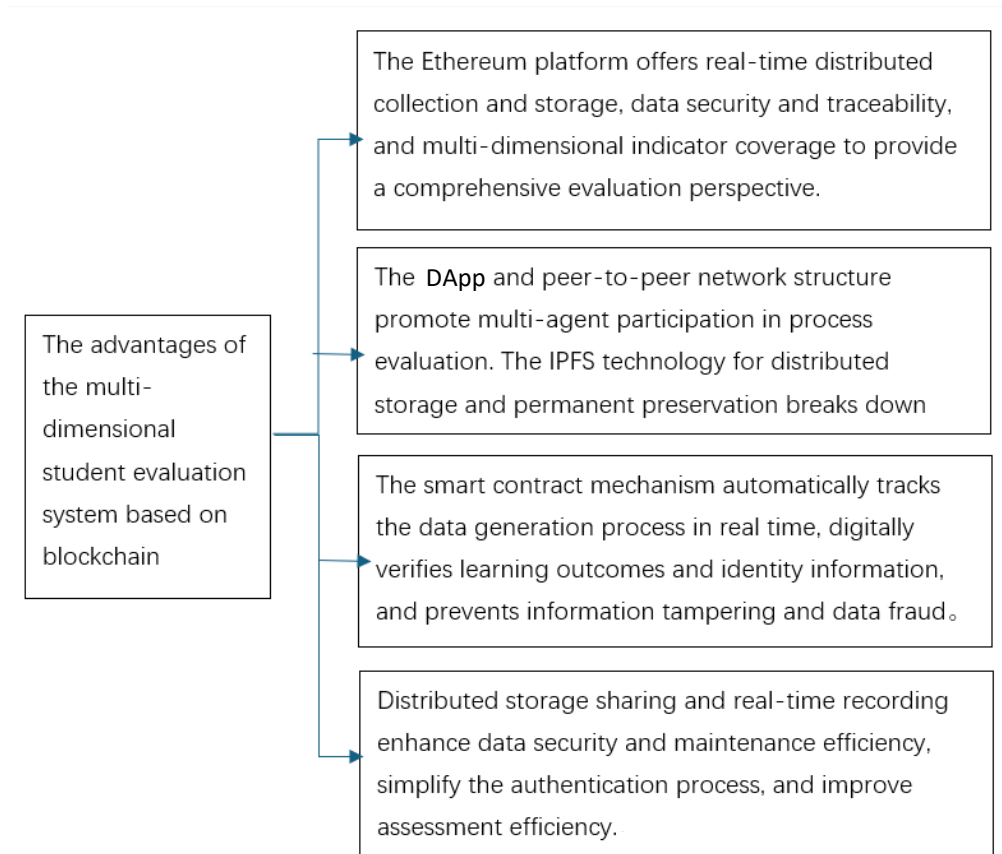 The advantages of
the multi-
dimensional
student evaluation
system based on
blockchain
The Ethereum platform offers real-time distributed
collection and storage, data security and traceability,
and multi-dimensional indicator coverage to provide
a comprehensive evaluation perspective.
The DApp and peer-to-peer network structure
promote multi-agent participation in process
evaluation. The IPFS technology for distributed
storage and permanent preservation breaks down
The smart contract mechanism automatically tracks
the data generation process in real time, digitally
verifies learning outcomes and identity information,
and prevents information tampering and data fraud。
Distributed storage sharing and real-time recording
enhance data security and maintenance efficiency,
simplify the authentication process, and improve
assessment efficiency.